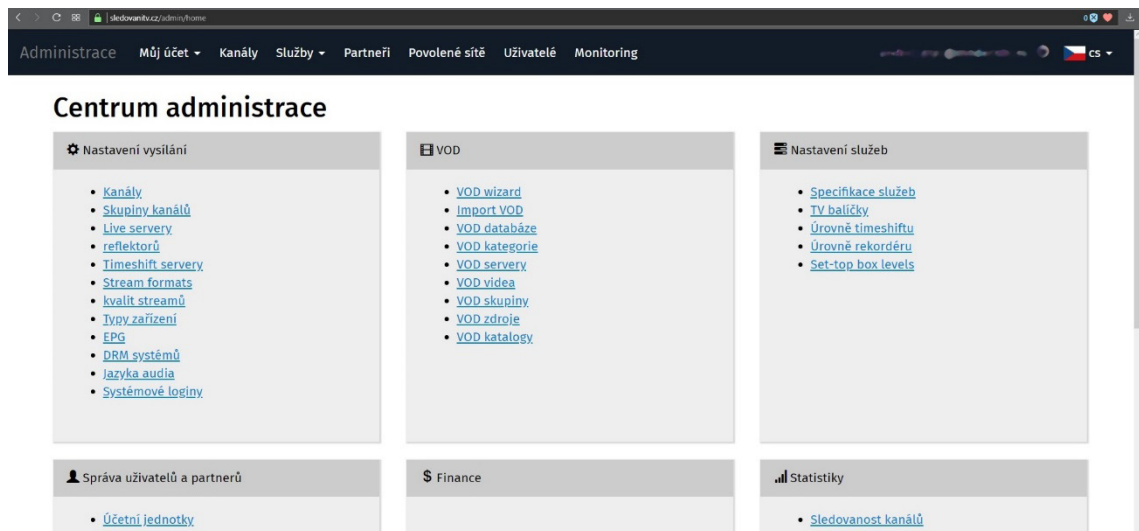 sledovanitv.cz/admin/home
0
Administrace Můj účet Kanály Služby Partneři Povolené sítě Uživatelé Monitoring CS
Centrum administrace
Nastavení vysílání
Kanály
Skupiny kanálů
Live servery
reflektorů
Timeshift servery
Stream formats
kvalit streamů
Typy zařízení
EPG
DRM systémů
Jazyka audia
Systémové loginy
VOD
VOD wizard
Import VOD
VOD databáze
VOD kategorie
VOD servery
VOD videa
VOD skupiny
VOD zdroje
VOD katalogy
Nastavení služeb
Specifikace služeb
TV balíčky
Úrovně timeshiftu
Úrovně rekordéru
Set-top box levels
Správa uživatelů a partnerů
Účetní jednotky
$ Finance
Statistiky
Sledovanost kanálů